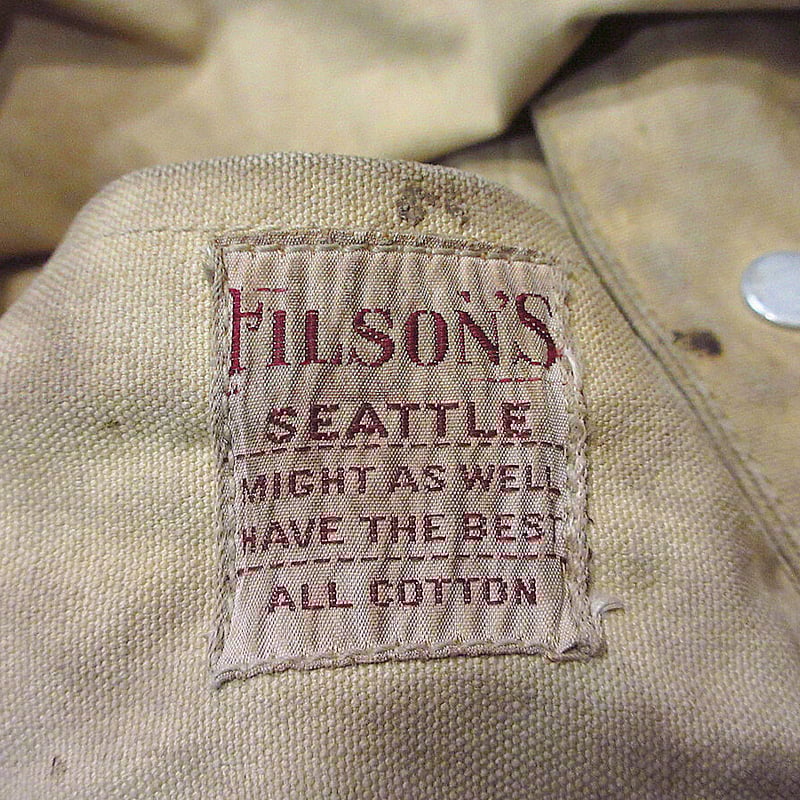 FILSON'S
SEATTLE
MIGHT AS WELL
HAVE THE BEST
ALL COTTON